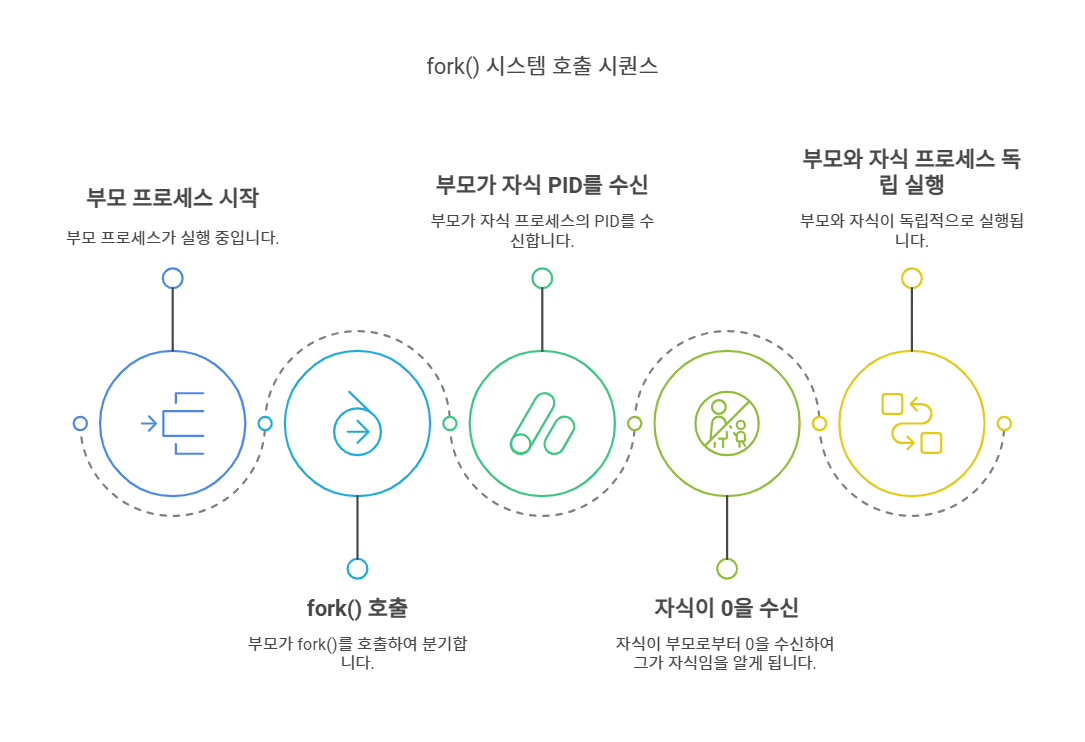 fork() 시스템 호출 시퀀스
부모 프로세스 시작
부모 프로세스가 실행 중입니다.
fork() 호출
부모가 fork()를 호출하여 분기합
니다.
부모가 자식 PID를 수신
부모가 자식 프로세스의 PID를 수
신합니다.
자식이 0을 수신
자식이 부모로부터 0을 수신하여
그가 자식임을 알게 됩니다.
부모와 자식 프로세스 독
립 실행
부모와 자식이 독립적으로 실행됩
니다.